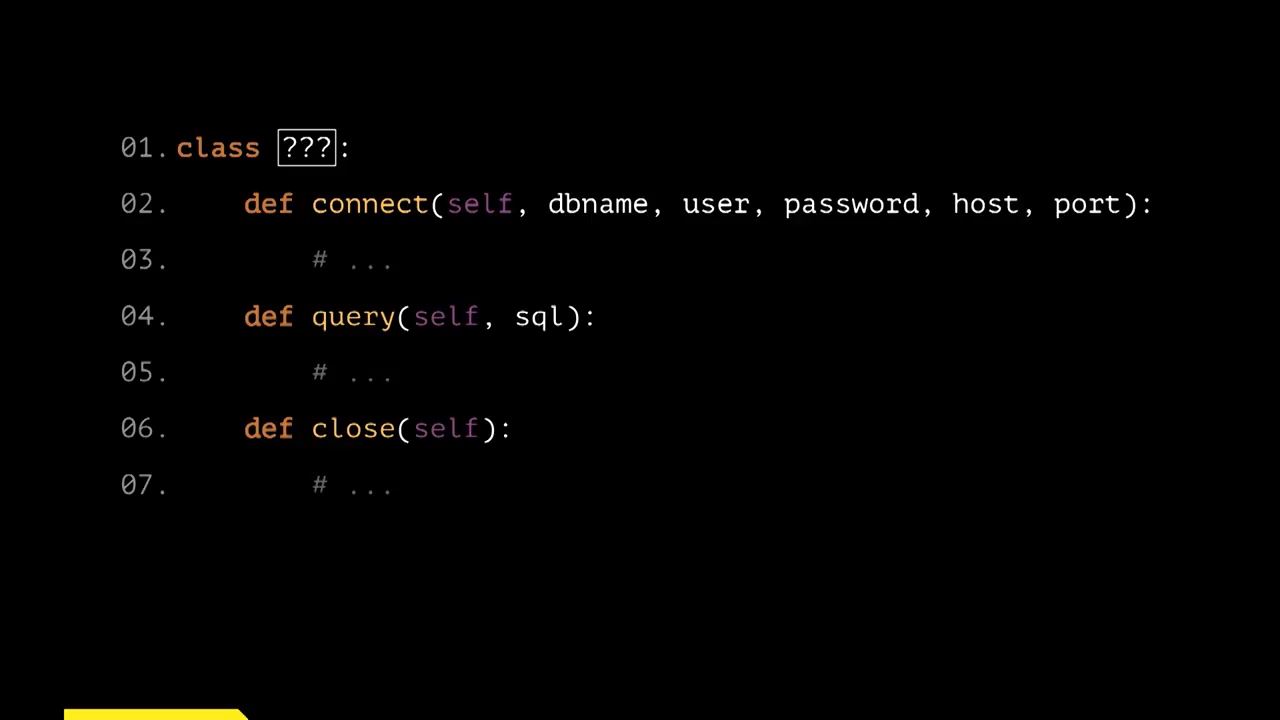 01. class ???:
02. def connect(self, dbname, user, password, host, port):
03. # ...
04. def query(self, sql):
05. # ...
06. def close(self):
07. # ...